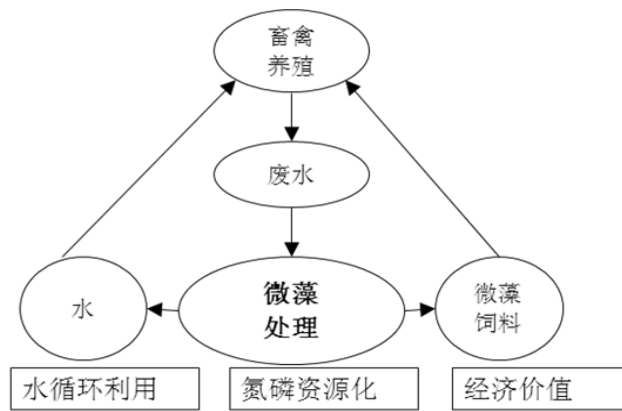 畜禽
养殖
废水
水
微藻
处理
微藻
饲料
水循环利用
氮磷资源化
经济价值